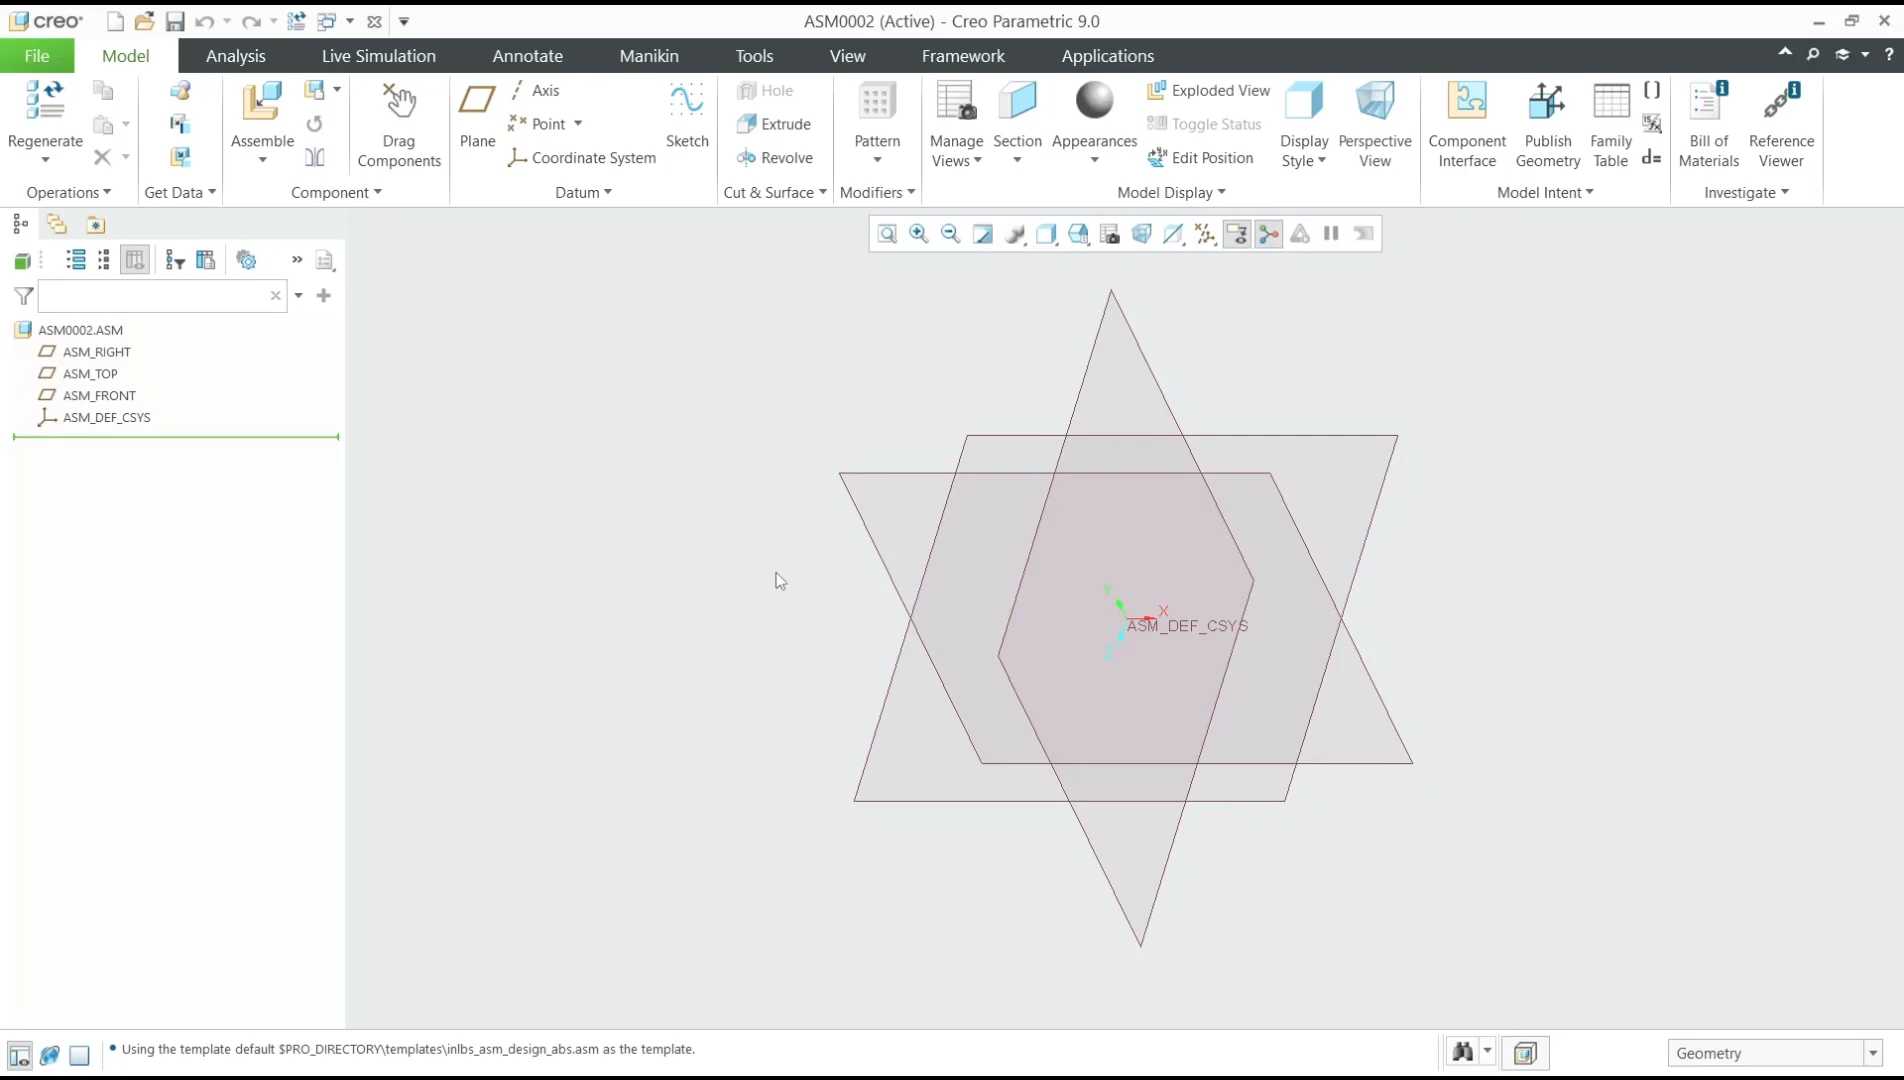 creo
ASM0002 (Active) - Creo Parametric 9.0
File Model Analysis Live Simulation Annotate Manikin Tools View Framework Applications
Regenerate
Operations
Get Data
Assemble
Drag
Components
Component
Plane
Axis
Point
Coordinate System
Sketch
Datum
Hole
Extrude
Revolve
Cut & Surface
Pattern
Modifiers
Manage
Views
Section
Appearances
Exploded View
Toggle Status
Edit Position
Display
Style
Perspective
View
Model Display
Component
Interface
Publish
Geometry
Family
Table
d=
Model Intent
Bill of
Materials
Reference
Viewer
Investigate
ASM0002.ASM
ASM_RIGHT
ASM_TOP
ASM_FRONT
ASM_DEF_CSYS
Y
X
ASM_DEF_CSYS
Z
Using the template default $PRO_DIRECTORY\templates\inlbs_asm_design_abs.asm as the template.
Geometry